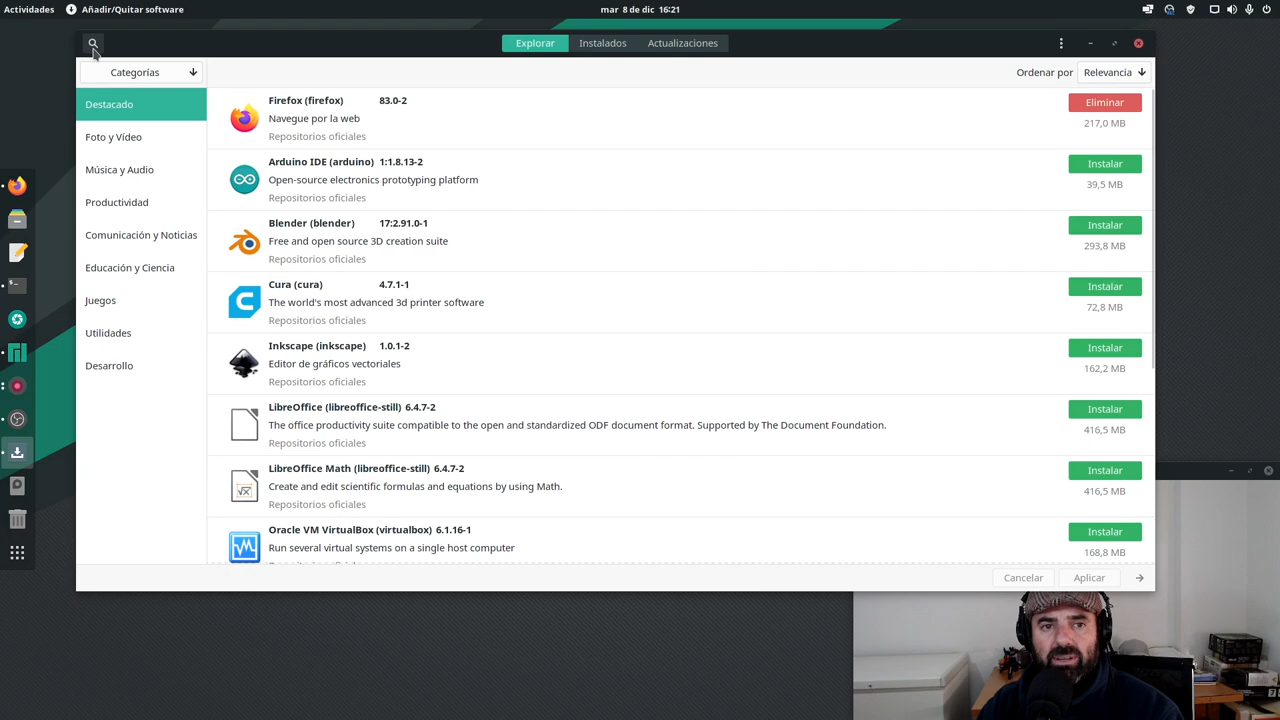 Actividades
Añadir/Quitar software
mar 8 de dic 16:21
Explorar
Instalados
Actualizaciones
Categorías
Ordenar por
Relevancia
Destacado
Foto y Vídeo
Música y Audio
Productividad
Comunicación y Noticias
Educación y Ciencia
Juegos
Utilidades
Desarrollo
Firefox (firefox) 83.0-2
Eliminar
Navegue por la web
217,0 MB
Repositorios oficiales
Arduino IDE (arduino) 1:1.8.13-2
Instalar
Open-source electronics prototyping platform
39,5 MB
Repositorios oficiales
Blender (blender) 17:2.91.0-1
Instalar
Free and open source 3D creation suite
293,8 MB
Repositorios oficiales
Cura (cura) 4.7.1-1
Instalar
The world's most advanced 3d printer software
72,8 MB
Repositorios oficiales
Inkscape (inkscape) 1.0.1-2
Instalar
Editor de gráficos vectoriales
162,2 MB
Repositorios oficiales
LibreOffice (libreoffice-still) 6.4.7-2
Instalar
The office productivity suite compatible to the open and standardized ODF document format. Supported by The Document Foundation.
416,5 MB
Repositorios oficiales
LibreOffice Math (libreoffice-still) 6.4.7-2
Instalar
Create and edit scientific formulas and equations by using Math.
416,5 MB
Repositorios oficiales
Oracle VM VirtualBox (virtualbox) 6.1.16-1
Instalar
Run several virtual systems on a single host computer
168,8 MB
Cancelar
Aplicar